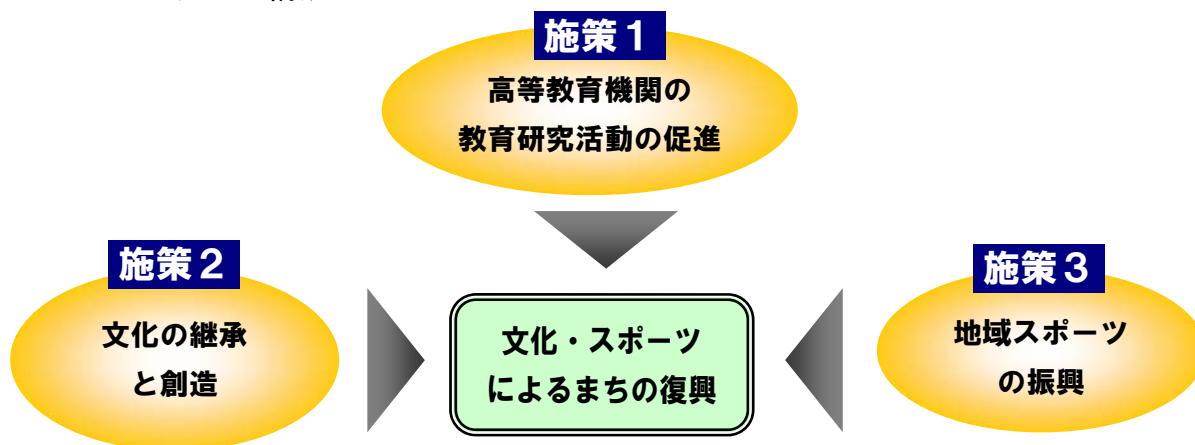 施策１
高等教育機関の
教育研究活動の促進
施策２
文化の継承
と創造
文化・スポーツ
によるまちの復興
施策３
地域スポーツ
の振興